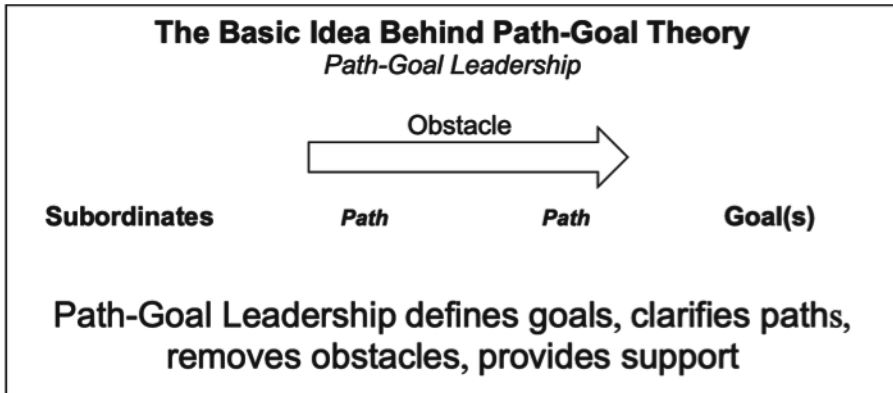 The Basic Idea Behind Path-Goal Theory
Path-Goal Leadership
Obstacle
Subordinates Path Path Goal(s)
Path-Goal Leadership defines goals, clarifies paths,
removes obstacles, provides support